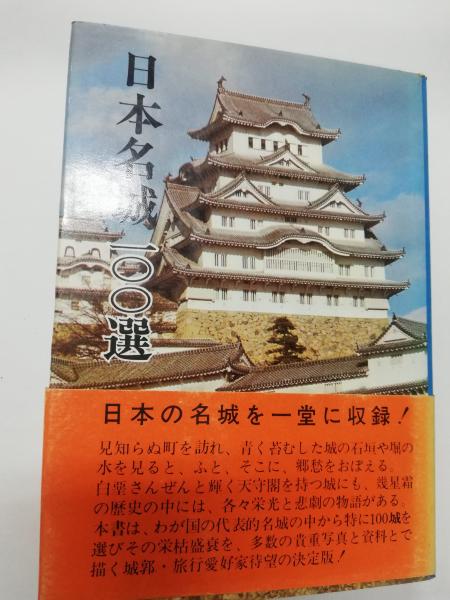 日本名城一〇〇選
日本の名城を一堂に収録!
見知らぬ町を訪れ、青く苔むした城の石垣や堀の
水を見ると、ふと、そこに、郷愁をおぼえる。
白堊さんぜんと輝く天守閣を持つ城にも、幾星霜
の歴史の中には、各々栄光と悲劇の物語がある。
本書は、わが国の代表的名城の中から特に100城を
選びその栄枯盛衰を、多数の貴重写真と資料とで
描く城郭・旅行愛好家待望の決定版!